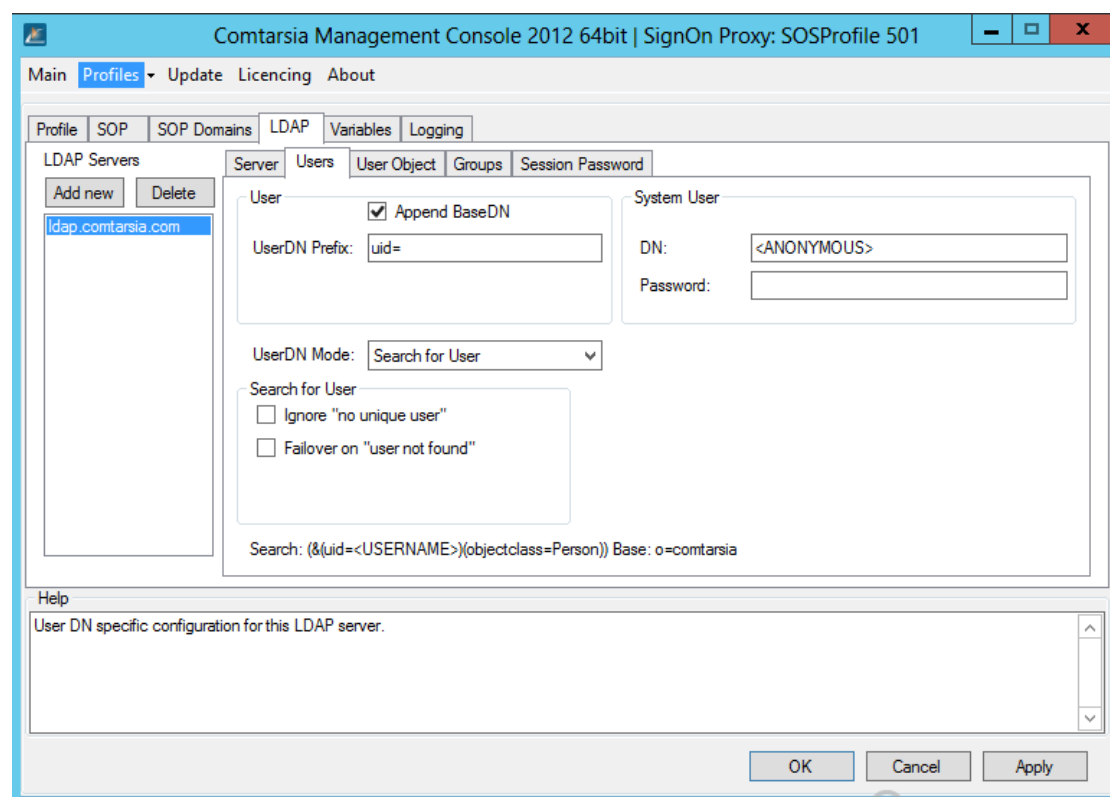 Comtarsia Management Console 2012 64bit | SignOn Proxy: SOSProfile 501
Main Profiles Update Licencing About
Profile SOP SOP Domains LDAP Variables Logging
LDAP Servers
Add new Delete
ldap.comtarsia.com
Server Users User Object Groups Session Password
User
Append BaseDN
UserDN Prefix: uid=
System User
DN: <ANONYMOUS>
Password:
UserDN Mode: Search for User
Search for User
Ignore "no unique user"
Failover on "user not found"
Search: (&(uid=<USERNAME>)(objectclass=Person)) Base: o=comtarsia
Help
User DN specific configuration for this LDAP server.
OK Cancel Apply